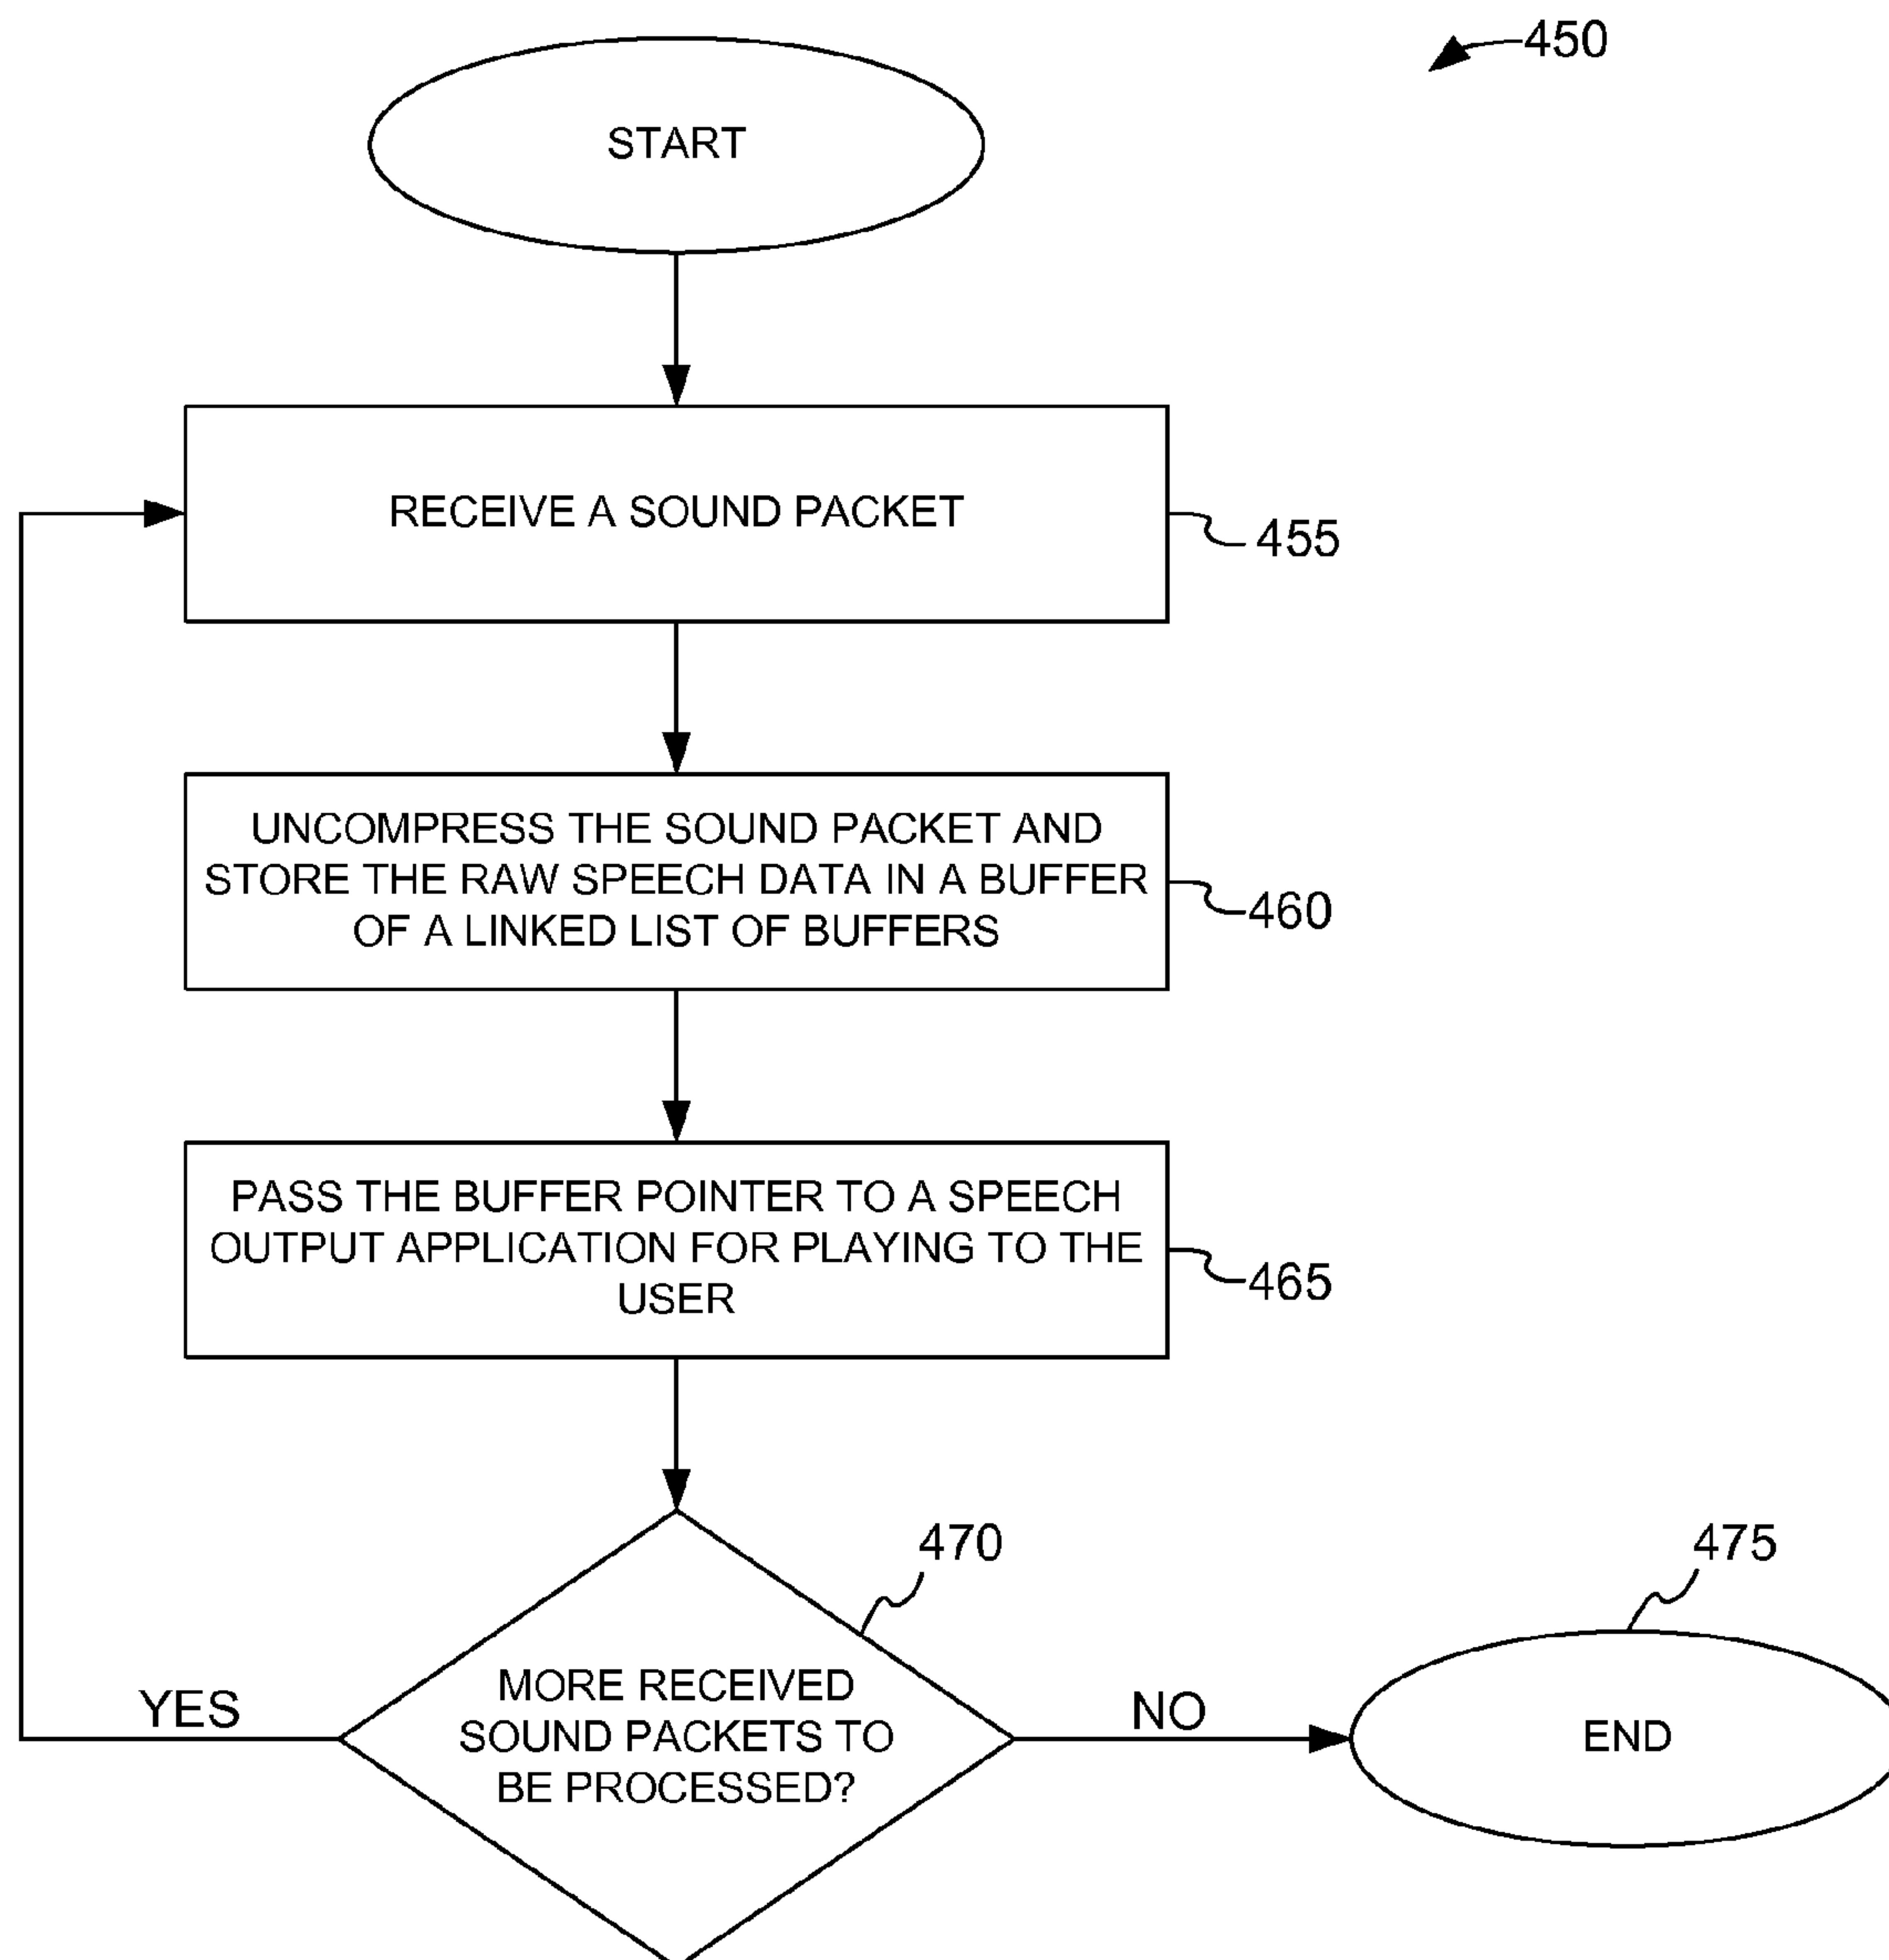 450
START
RECEIVE A SOUND PACKET
455
UNCOMPRESS THE SOUND PACKET AND
STORE THE RAW SPEECH DATA IN A BUFFER
OF A LINKED LIST OF BUFFERS
460
PASS THE BUFFER POINTER TO A SPEECH
OUTPUT APPLICATION FOR PLAYING TO THE
USER
465
470
475
YES
MORE RECEIVED
SOUND PACKETS TO
BE PROCESSED?
NO
END